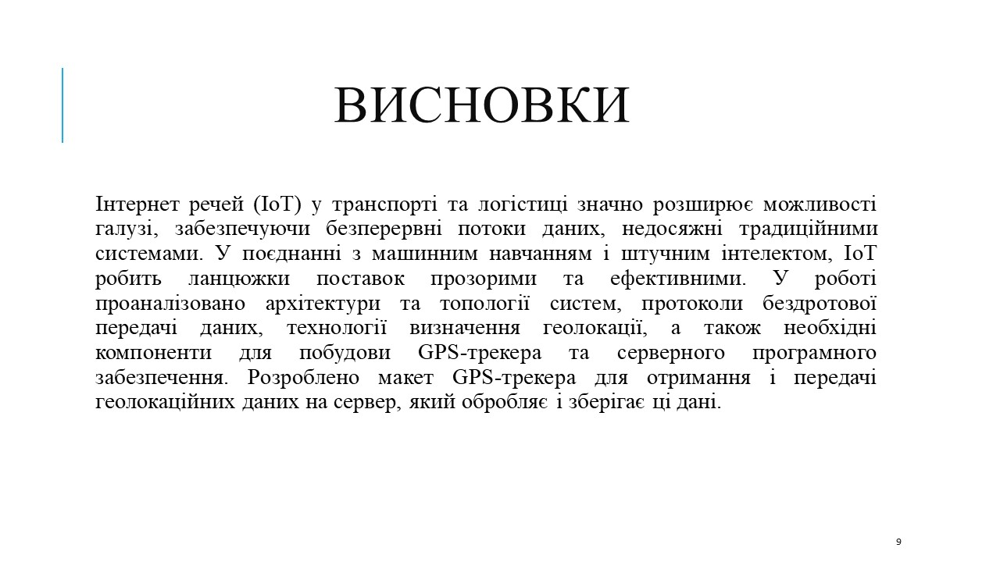 ВИСНОВКИ
Інтернет речей (IoT) у транспорті та логістиці значно розширює можливості
галузі, забезпечуючи безперервні потоки даних, недосяжні традиційними
системами. У поєднанні з машинним навчанням і штучним інтелектом, IoT
робить ланцюжки поставок прозорими та ефективними. У роботі
проаналізовано архітектури та топології систем, протоколи бездротової
передачі даних, технології визначення геолокації, а також необхідні
компоненти для побудови GPS-трекера та серверного програмного
забезпечення. Розроблено макет GPS-трекера для отримання і передачі
геолокаційних даних на сервер, який обробляє і зберігає ці дані.
9